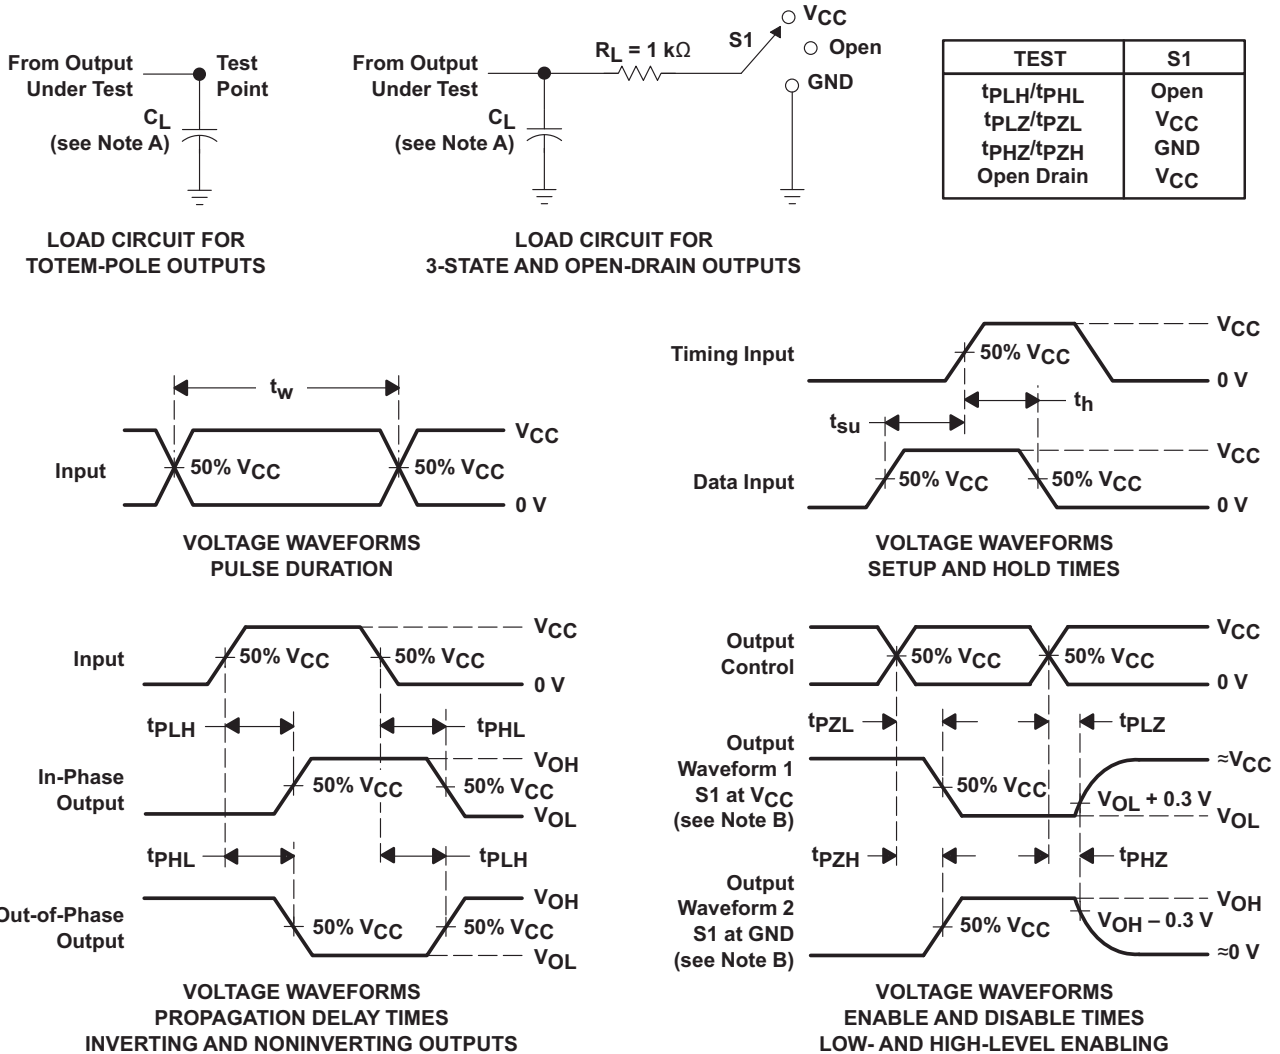 From Output
Under Test
Test
Point
CL
(see Note A)
LOAD CIRCUIT FOR
TOTEM-POLE OUTPUTS
From Output
Under Test
CL
(see Note A)
RL = 1 kΩ
S1
VCC
Open
GND
LOAD CIRCUIT FOR
3-STATE AND OPEN-DRAIN OUTPUTS
TEST S1
tPLH/tPHL Open
tPLZ/tPZL VCC
tPHZ/tPZH GND
Open Drain VCC
tw
Input
50% VCC
50% VCC
VCC
0 V
VOLTAGE WAVEFORMS
PULSE DURATION
Timing Input
50% VCC
VCC
0 V
th
tsu
Data Input
50% VCC
50% VCC
VCC
0 V
VOLTAGE WAVEFORMS
SETUP AND HOLD TIMES
Input
50% VCC
50% VCC
VCC
0 V
tPLH
tPHL
In-Phase
Output
50% VCC
50% VCC
VOH
VOL
tPHL
tPLH
Out-of-Phase
Output
50% VCC
50% VCC
VOH
VOL
VOLTAGE WAVEFORMS
PROPAGATION DELAY TIMES
INVERTING AND NONINVERTING OUTPUTS
Output
Control
50% VCC
50% VCC
VCC
0 V
tPZL
tPLZ
Output
Waveform 1
S1 at VCC
(see Note B)
50% VCC
VOL + 0.3 V
≈VCC
VOL
tPZH
tPHZ
Output
Waveform 2
S1 at GND
(see Note B)
50% VCC
VOH − 0.3 V
VOH
≈0 V
VOLTAGE WAVEFORMS
ENABLE AND DISABLE TIMES
LOW- AND HIGH-LEVEL ENABLING